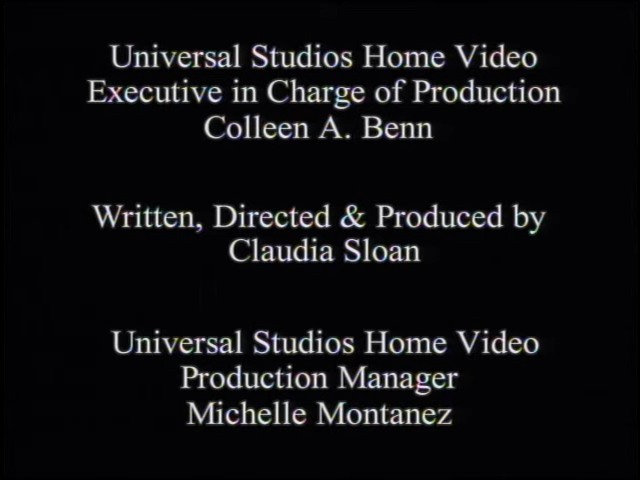 Universal Studios Home Video
Executive in Charge of Production
Colleen A. Benn
Written, Directed & Produced by
Claudia Sloan
Universal Studios Home Video
Production Manager
Michelle Montanez